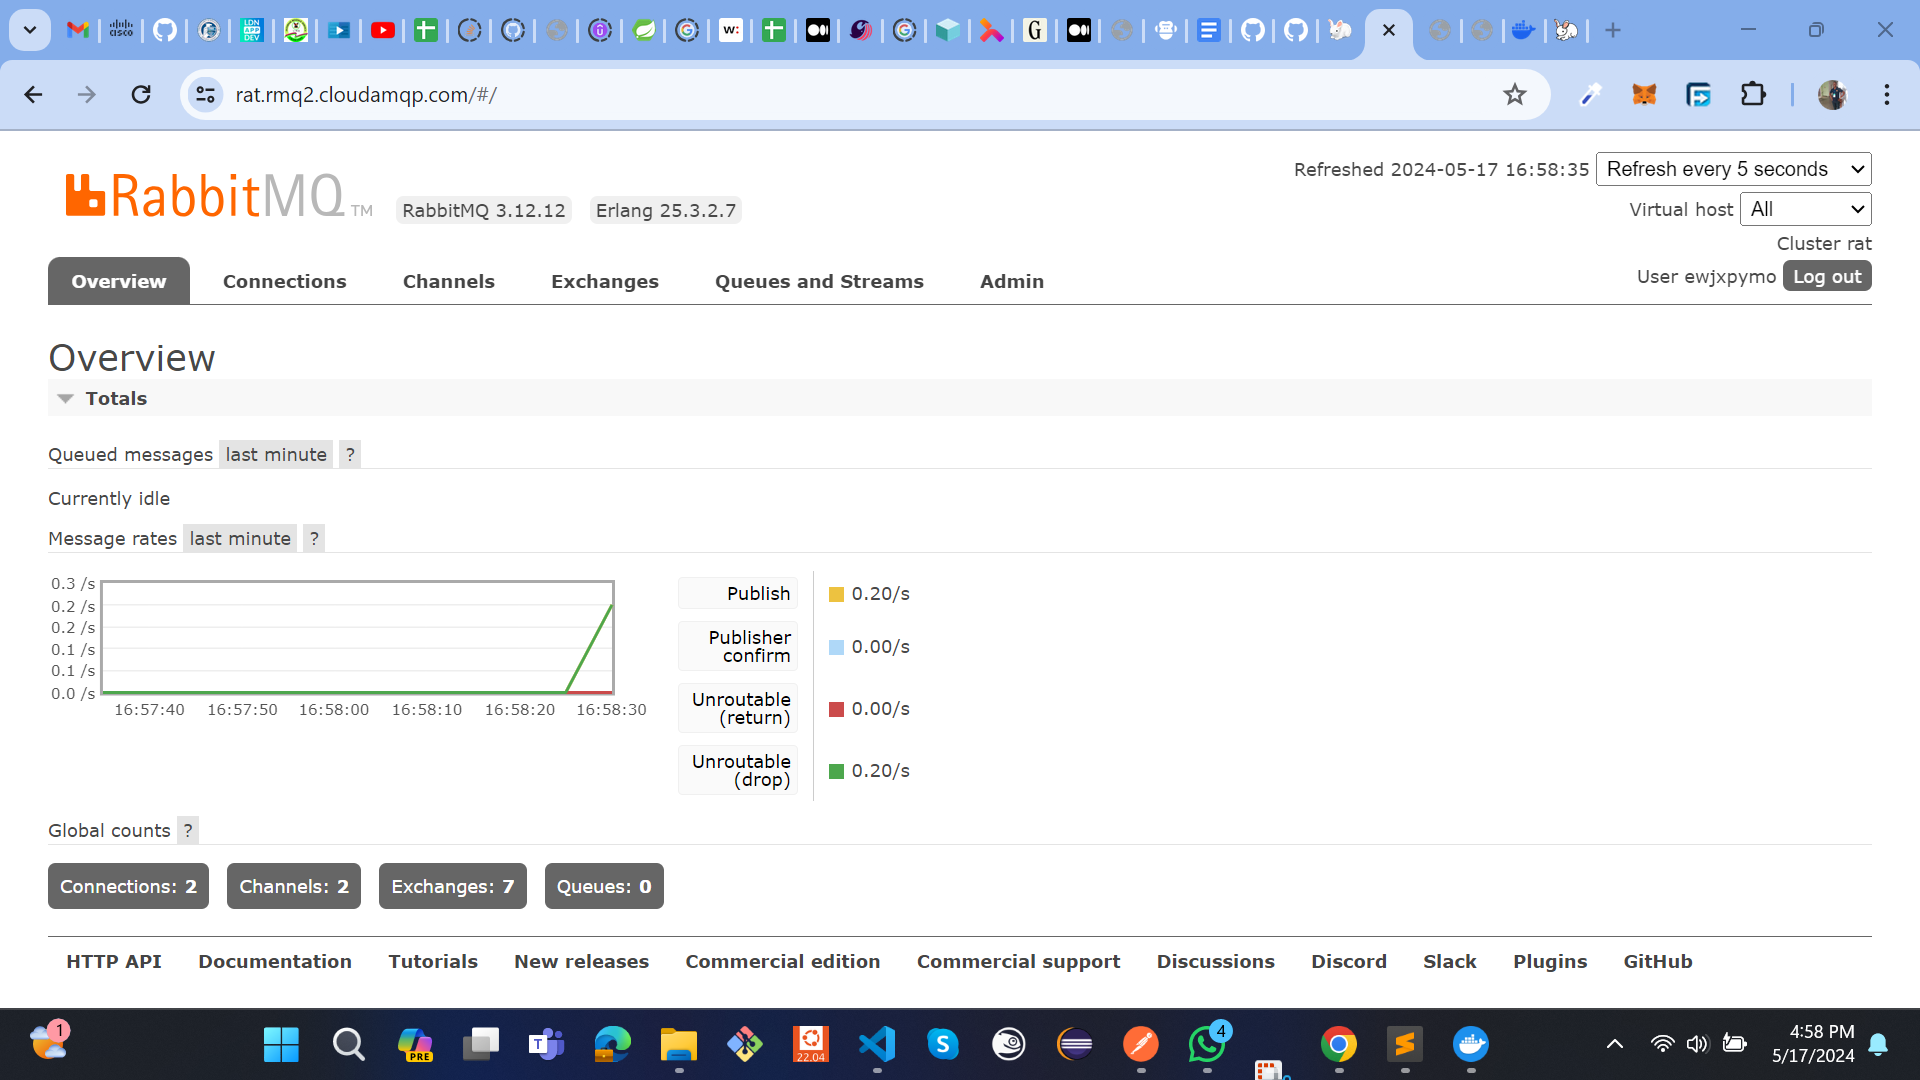 rat.rmq2.cloudamqp.com/#/
RabbitMQ TM
RabbitMQ 3.12.12
Erlang 25.3.2.7
Refreshed 2024-05-17 16:58:35 Refresh every 5 seconds
Virtual host All
Cluster rat
User ewjxpymo Log out
Overview Connections Channels Exchanges Queues and Streams Admin
Overview
Totals
Queued messages last minute ?
Currently idle
Message rates last minute ?
0.3 /s
0.2 /s
0.2 /s
0.1 /s
0.1 /s
0.0 /s
16:57:40 16:57:50 16:58:00 16:58:10 16:58:20 16:58:30
Publish 0.20/s
Publisher
confirm 0.00/s
Unroutable
(return) 0.00/s
Unroutable
(drop) 0.20/s
Global counts ?
Connections: 2 Channels: 2 Exchanges: 7 Queues: 0
HTTP API Documentation Tutorials New releases Commercial edition Commercial support Discussions Discord Slack Plugins GitHub
1
PRE
22.04
4
4:58 PM
5/17/2024